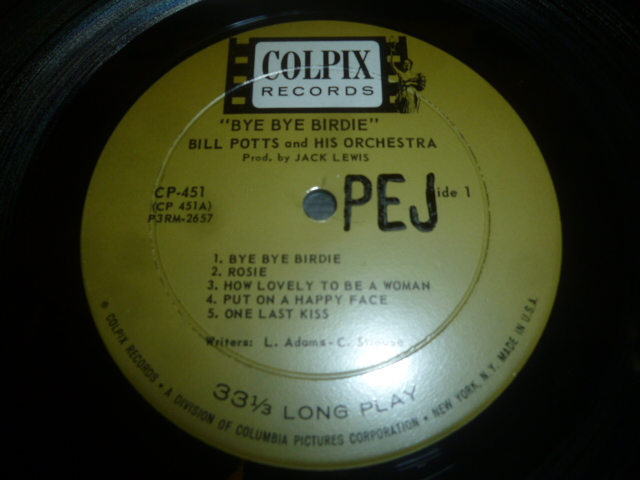 COLPIX
RECORDS
"BYE BYE BIRDIE"
BILL POTTS and HIS ORCHESTRA
Prod. by JACK LEWIS
CP-451
(CP 451A)
P3RM-2657
PEJ
ide 1
1. BYE BYE BIRDIE
2. ROSIE
3. HOW LOVELY TO BE A WOMAN
4. PUT ON A HAPPY FACE
5. ONE LAST KISS
Writers: L. Adams - C. Strouse
33⅓ LONG PLAY
© COLPIX RECORDS • A DIVISION OF COLUMBIA PICTURES CORPORATION • NEW YORK, N.Y. MADE IN U.S.A.